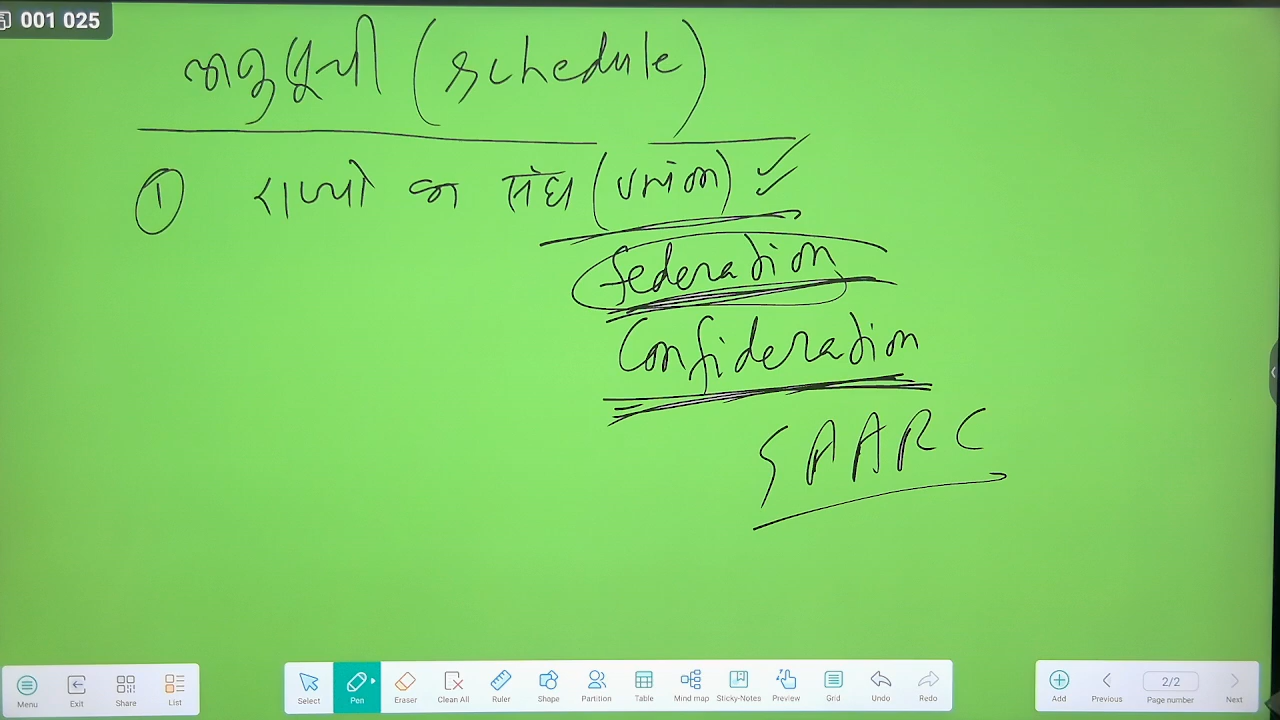 001 025
अनुसूची (schedule)
① राज्यो का संघ (union)
federation
Confideration
SAARC
Menu Exit Share List Select Pen Eraser Clean All Ruler Shape Partition Table Mind map Sticky-Notes Preview Grid Undo Redo Add Previous 2/2 Page number Next